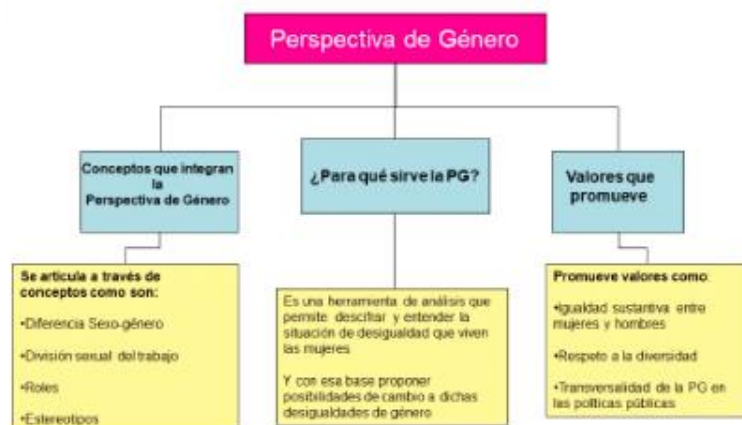 Perspectiva de Género
Conceptos que integran
la
Perspectiva de Género
¿Para qué sirve la PG?
Valores que
promueve
Se articula a través de
conceptos como son:
•Diferencia Sexo-género
•División sexual del trabajo
•Roles
•Estereotipos
Es una herramienta de análisis que
permite descifrar y entender la
situación de desigualdad que viven
las mujeres
Y con esa base proponer
posibilidades de cambio a dichas
desigualdades de género
Promueve valores como:
•Igualdad sustantiva entre
mujeres y hombres
•Respeto a la diversidad
•Transversalidad de la PG en
las políticas públicas